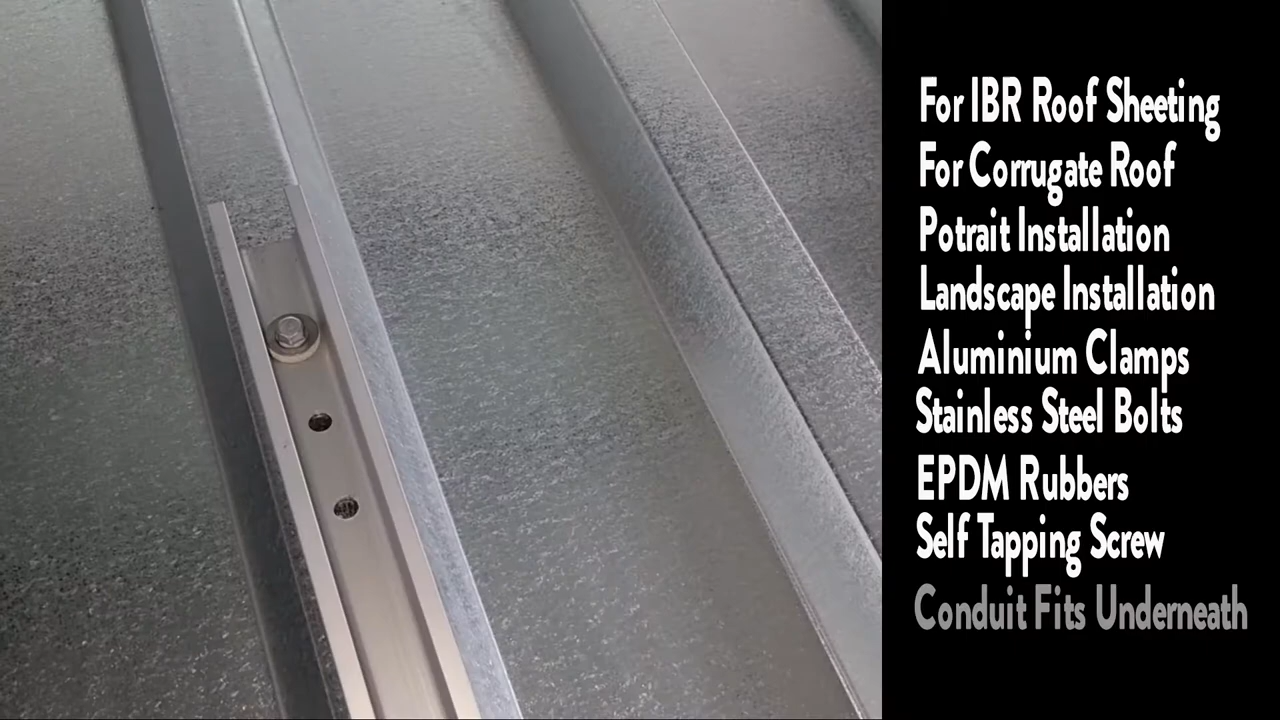 For IBR Roof Sheeting
For Corrugate Roof
Potrait Installation
Landscape Installation
Aluminium Clamps
Stainless Steel Bolts
EPDM Rubbers
Self Tapping Screw
Conduit Fits Underneath